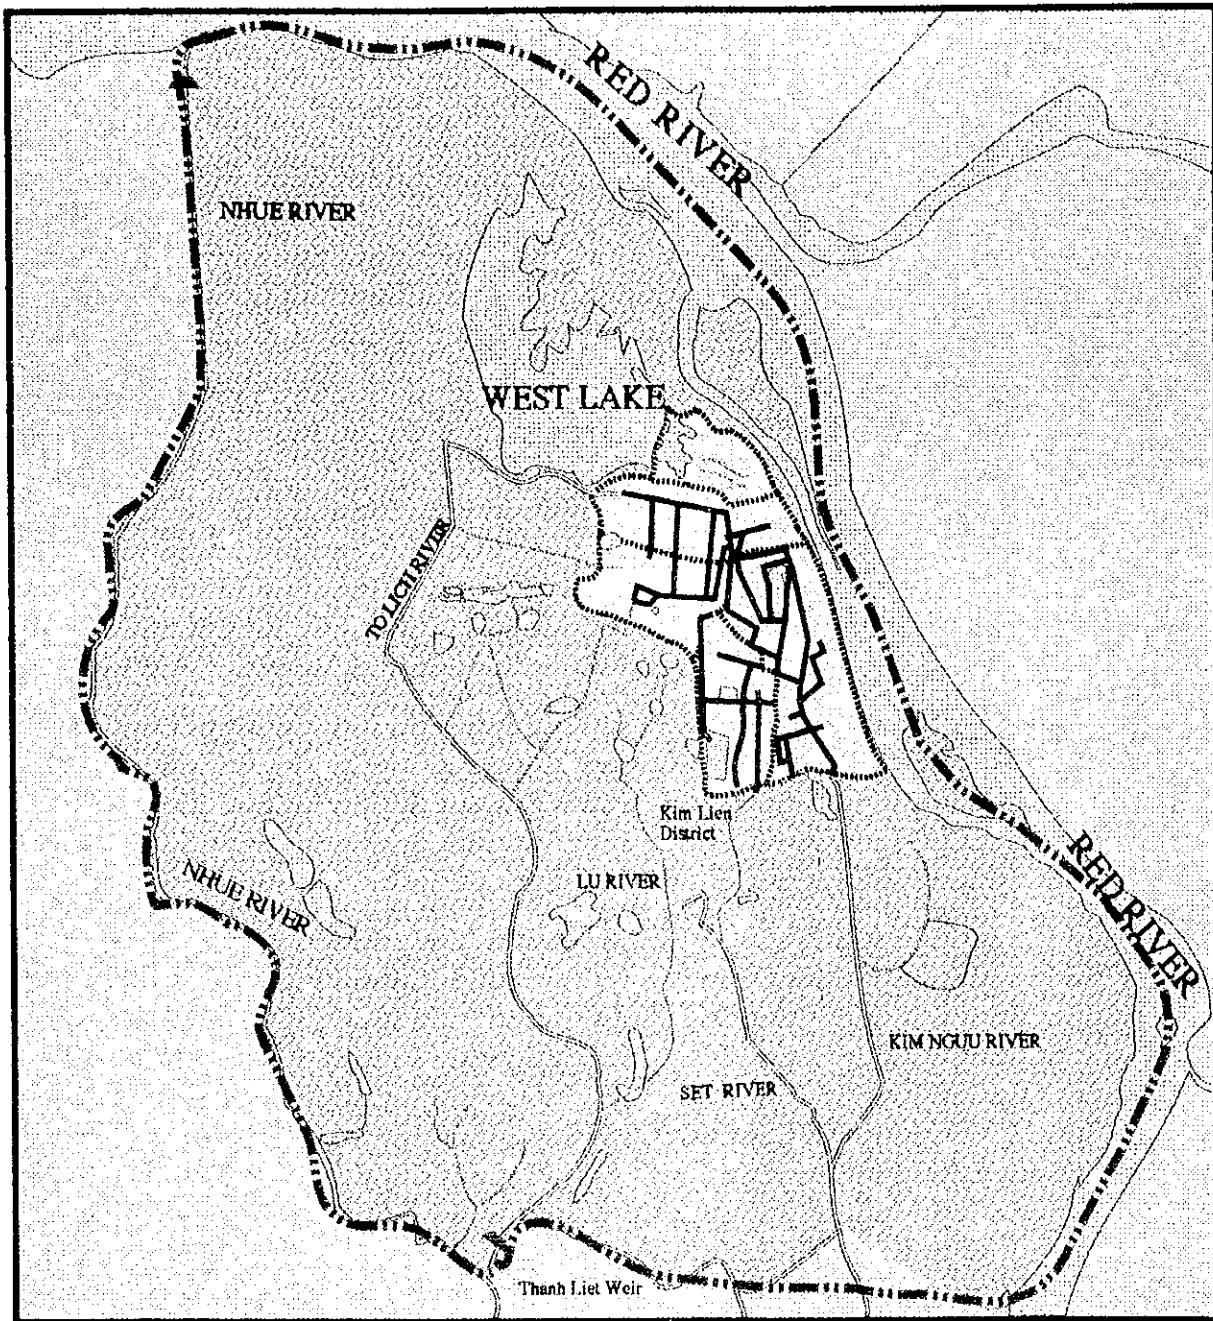 RED RIVER
NHUE RIVER
WEST LAKE
TO LICH RIVER
Kim Lien
District
NHUE RIVER
LU RIVER
RED RIVER
KIM NGUU RIVER
SET RIVER
Thanh Liet Weir